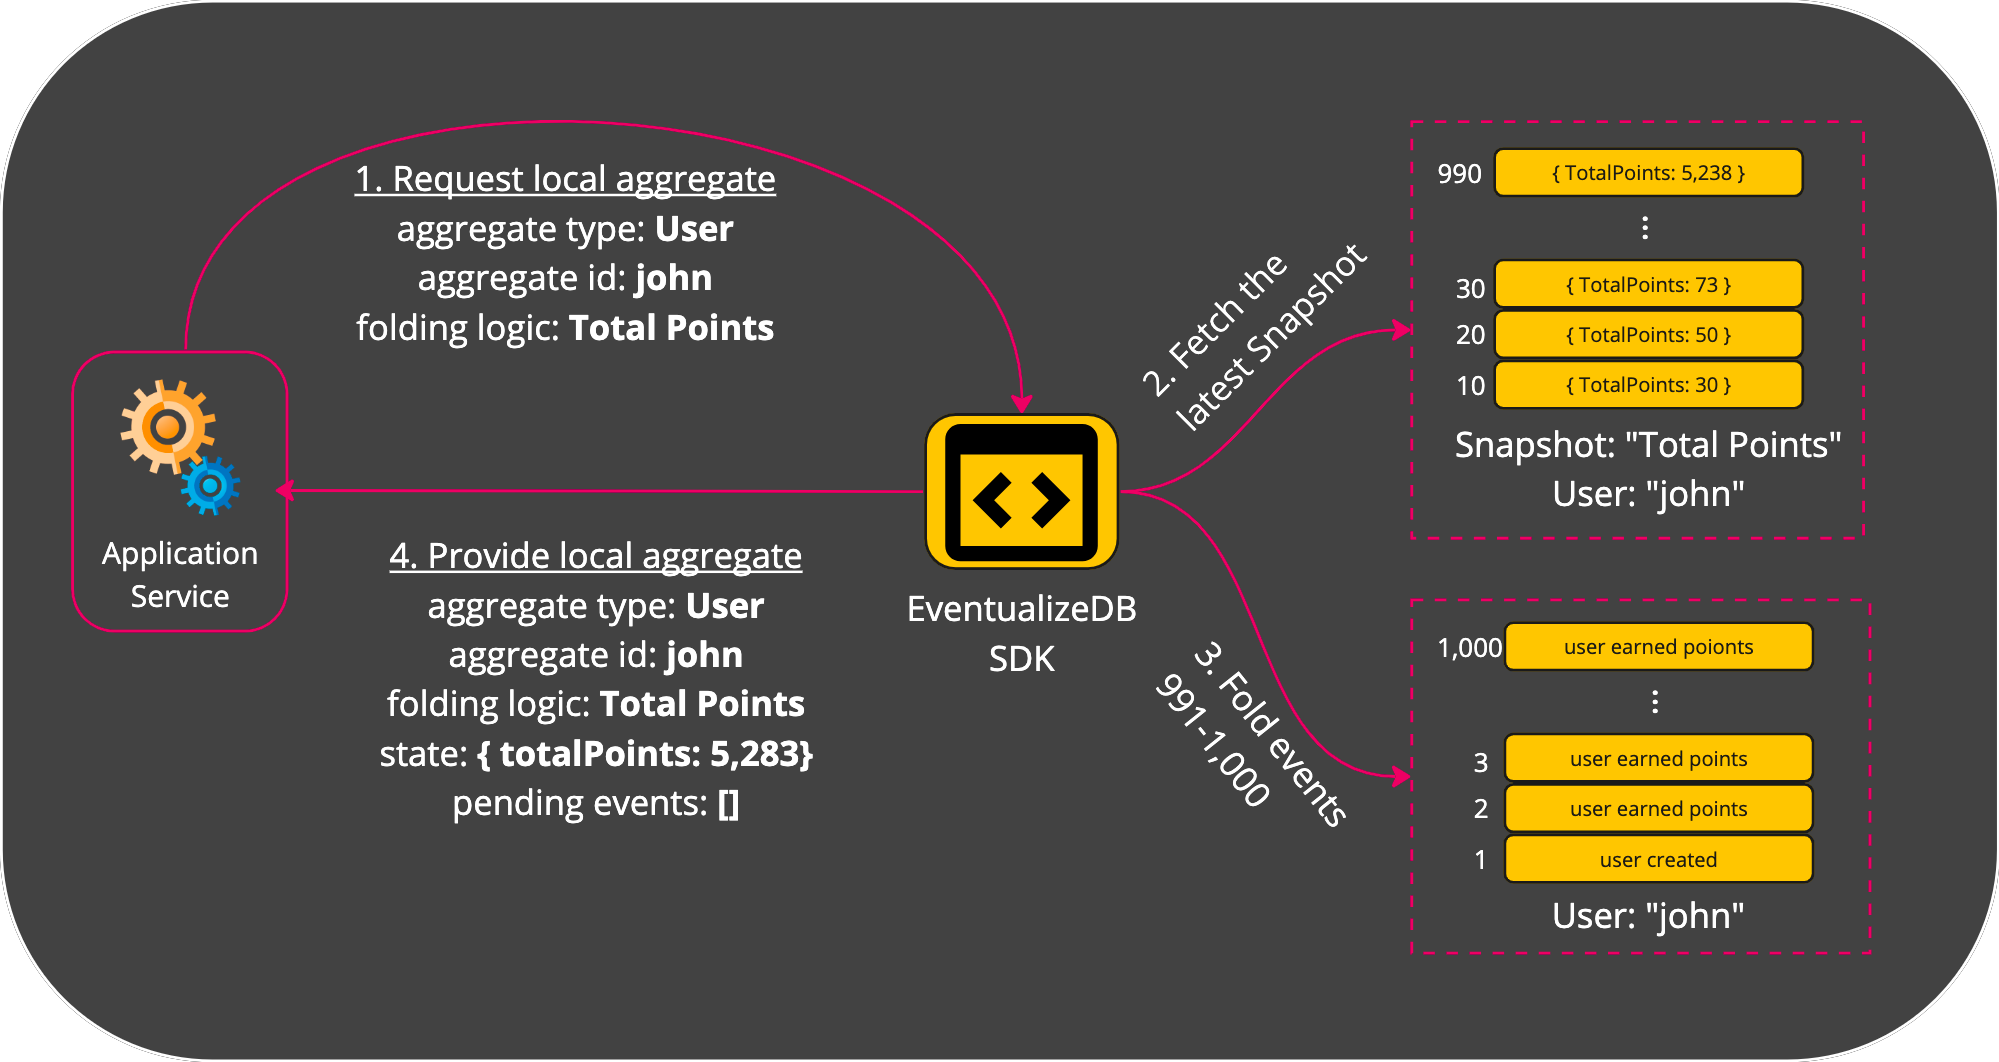 1. Request local aggregate
aggregate type: User
aggregate id: john
folding logic: Total Points
Application
Service
4. Provide local aggregate
aggregate type: User
aggregate id: john
folding logic: Total Points
state: { totalPoints: 5,283}
pending events: []
EventualizeDB
SDK
2. Fetch the
latest Snapshot
3. Fold events
991-1,000
990 { TotalPoints: 5,238 }
⋮
30 { TotalPoints: 73 }
20 { TotalPoints: 50 }
10 { TotalPoints: 30 }
Snapshot: "Total Points"
User: "john"
1,000 user earned poionts
⋮
3 user earned points
2 user earned points
1 user created
User: "john"